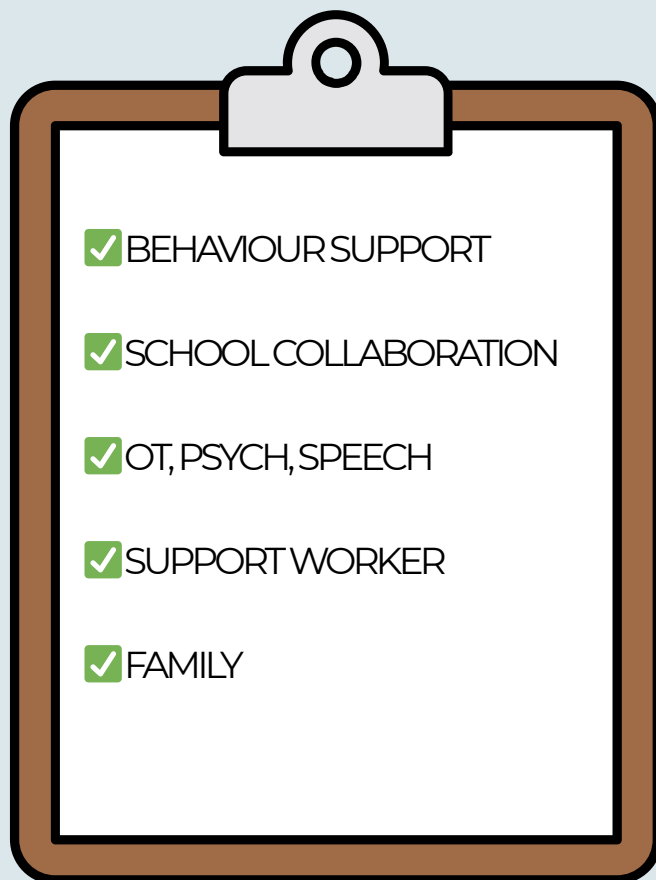 ✅ BEHAVIOUR SUPPORT
✅ SCHOOL COLLABORATION
✅ OT, PSYCH, SPEECH
✅ SUPPORT WORKER
✅ FAMILY